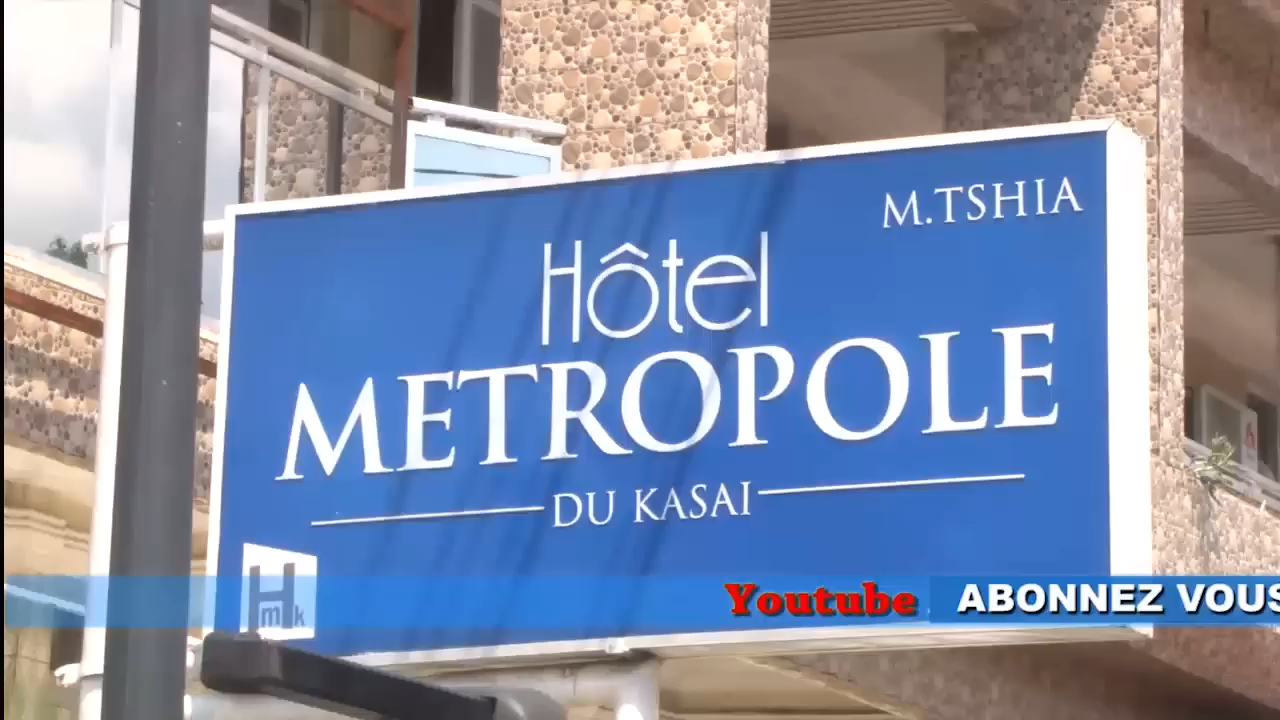 M.TSHIA
Hôtel
METROPOLE
DU KASAI
Hmk
Youtube ABONNEZ VOUS